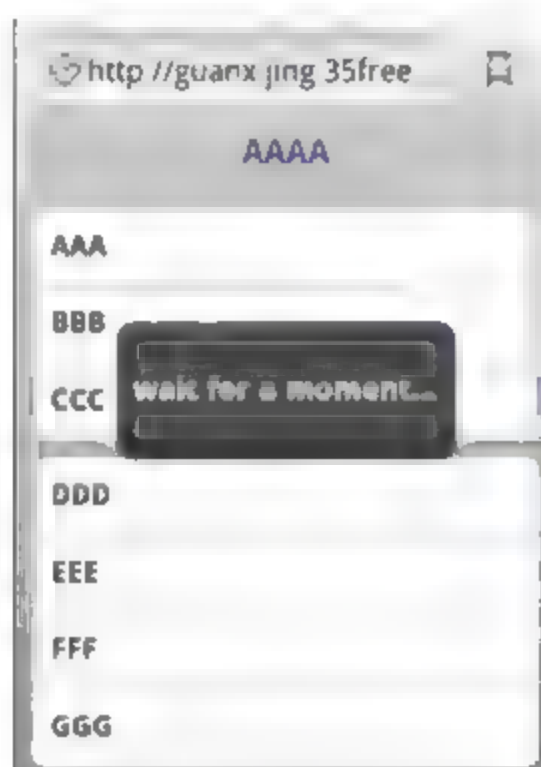 http //guanx jing 35free
AAAA
AAA
BBB
CCC
wait for a moment...
DDD
EEE
FFF
GGG